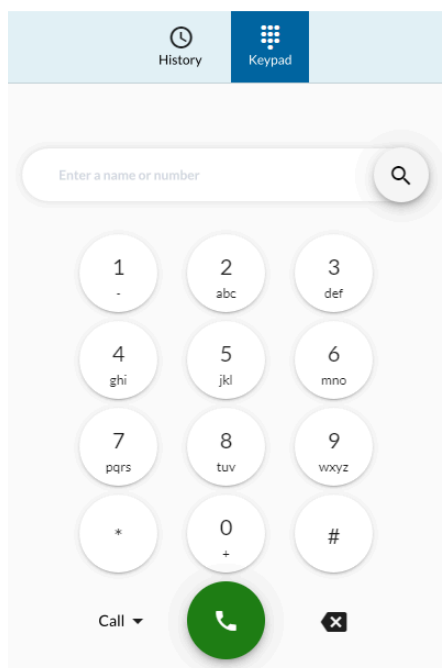 History Keypad
Enter a name or number
1 2 3
- abc def
4 5 6
ghi jkl mno
7 8 9
pqrs tuv wxyz
* 0 #
+
Call